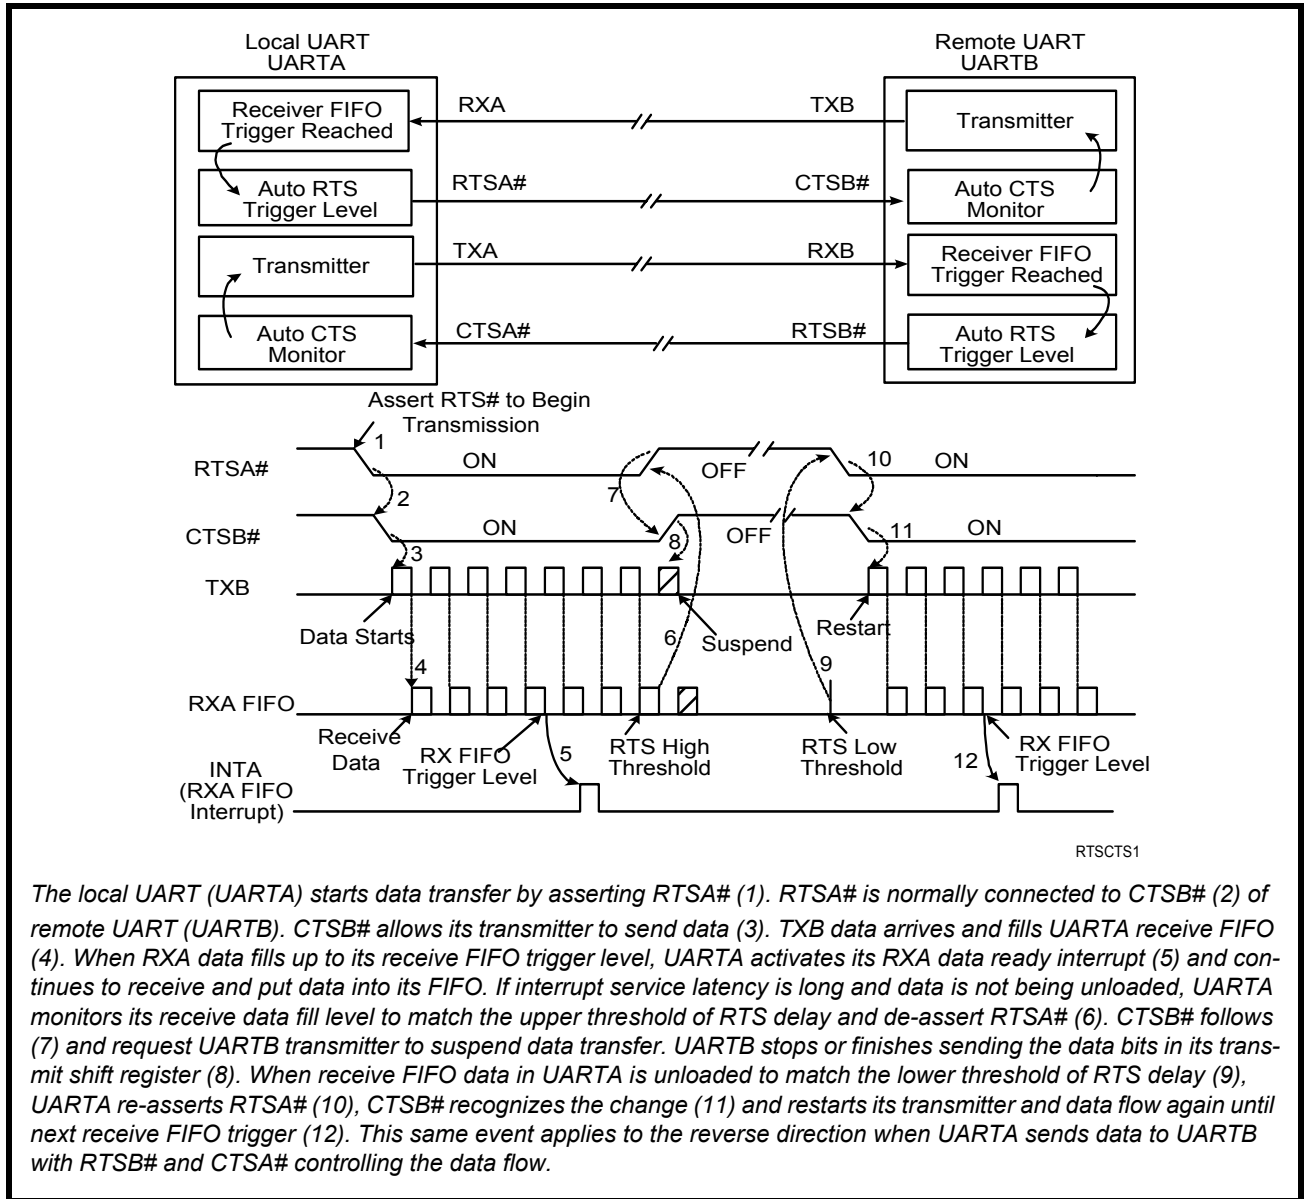 Local UART
UARTA
Remote UART
UARTB
Receiver FIFO
Trigger Reached
RXA
TXB
Transmitter
Auto RTS
Trigger Level
RTSA#
CTSB#
Auto CTS
Monitor
Transmitter
TXA
RXB
Receiver FIFO
Trigger Reached
Auto CTS
Monitor
CTSA#
RTSB#
Auto RTS
Trigger Level
Assert RTS# to Begin
Transmission
1
RTSA#
ON
OFF
10
ON
2
7
CTSB#
ON
8
OFF
11
ON
3
TXB
Data Starts
6
Suspend
Restart
4
9
RXA FIFO
Receive
Data
RX FIFO
Trigger Level
5
RTS High
Threshold
RTS Low
Threshold
12
RX FIFO
Trigger Level
INTA
(RXA FIFO
Interrupt)
RTSCTS1
The local UART (UARTA) starts data transfer by asserting RTSA# (1). RTSA# is normally connected to CTSB# (2) of
remote UART (UARTB). CTSB# allows its transmitter to send data (3). TXB data arrives and fills UARTA receive FIFO
(4). When RXA data fills up to its receive FIFO trigger level, UARTA activates its RXA data ready interrupt (5) and con-
tinues to receive and put data into its FIFO. If interrupt service latency is long and data is not being unloaded, UARTA
monitors its receive data fill level to match the upper threshold of RTS delay and de-assert RTSA# (6). CTSB# follows
(7) and request UARTB transmitter to suspend data transfer. UARTB stops or finishes sending the data bits in its trans-
mit shift register (8). When receive FIFO data in UARTA is unloaded to match the lower threshold of RTS delay (9),
UARTA re-asserts RTSA# (10), CTSB# recognizes the change (11) and restarts its transmitter and data flow again until
next receive FIFO trigger (12). This same event applies to the reverse direction when UARTA sends data to UARTB
with RTSB# and CTSA# controlling the data flow.